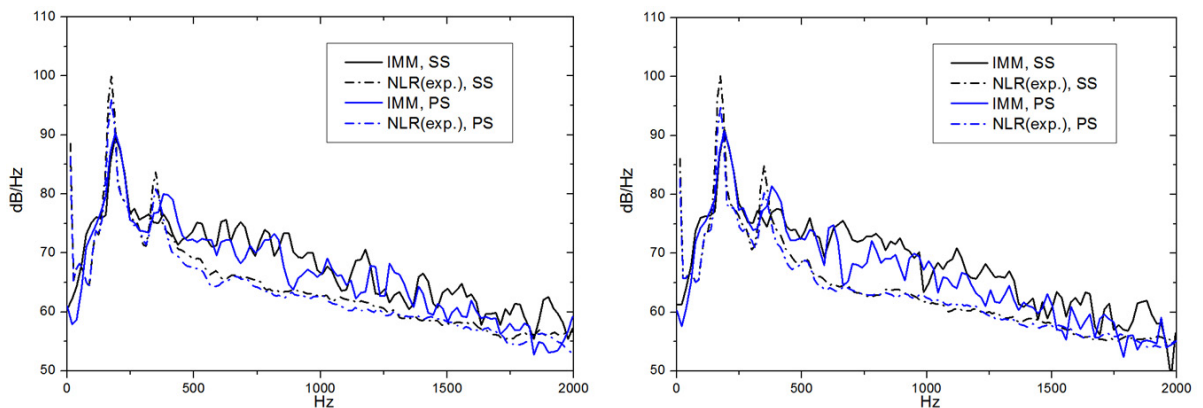 110
100
90
80
70
60
50
dB/Hz
0
500
1000
1500
2000
Hz
IMM, SS
NLR(exp.), SS
IMM, PS
NLR(exp.), PS
110
100
90
80
70
60
50
dB/Hz
0
500
1000
1500
2000
Hz
IMM, SS
NLR(exp.), SS
IMM, PS
NLR(exp.), PS